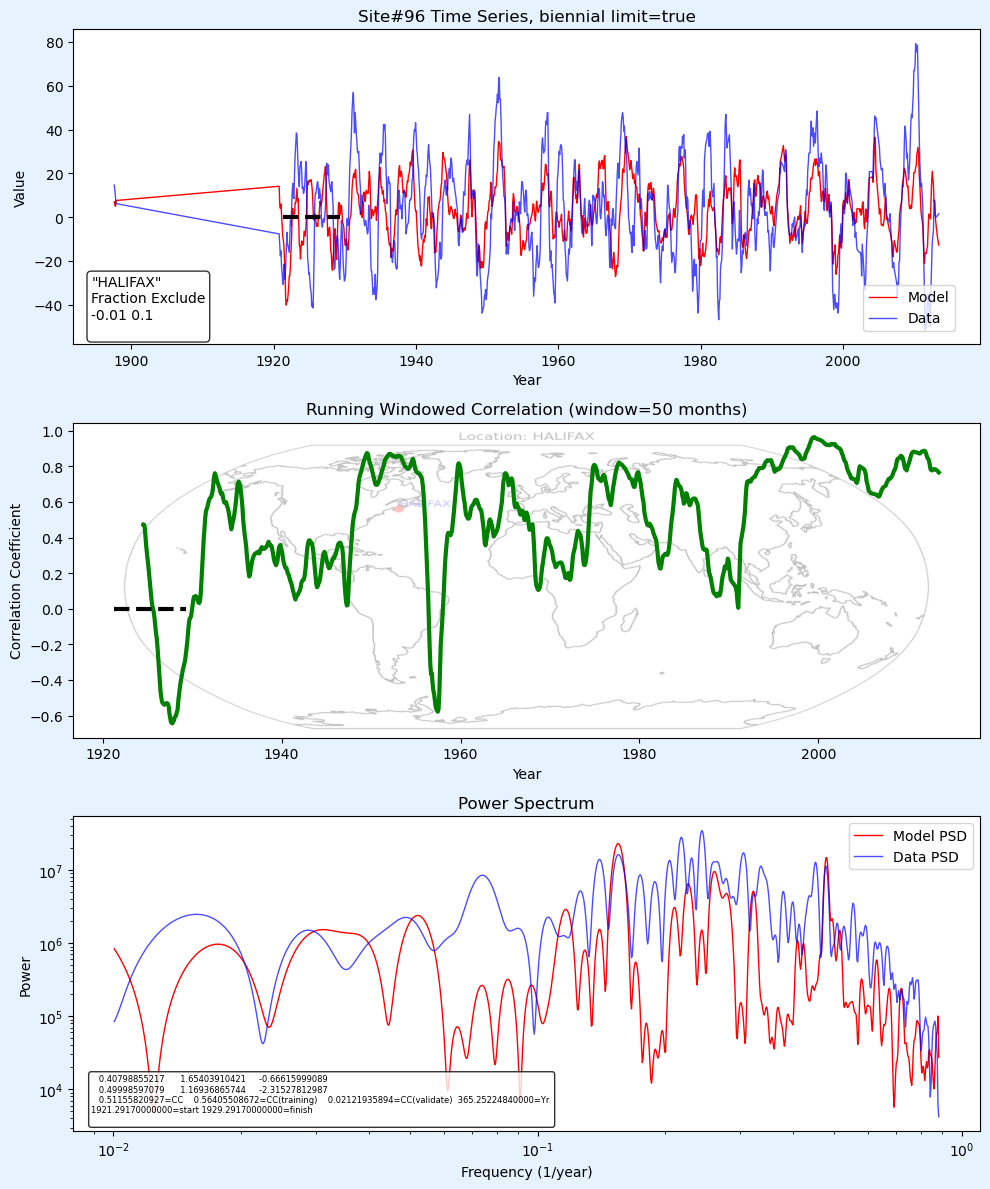 Site#96 Time Series, biennial limit=true
80
60
40
20
0
−20
−40
Value
"HALIFAX"
Fraction Exclude
-0.01 0.1
Model
Data
1900
1920
1940
1960
1980
2000
Year
Running Windowed Correlation (window=50 months)
Location: HALIFAX
HALIFAX
1.0
0.8
0.6
0.4
0.2
0.0
−0.2
−0.4
−0.6
Correlation Coefficient
1920
1940
1960
1980
2000
Year
Power Spectrum
Model PSD
Data PSD
10^7
10^6
10^5
10^4
Power
0.40798855217 1.65403910421 -0.66615999089
0.49998597079 1.16936865744 -2.31527812987
0.51155820927=CC 0.56405508672=CC(training) 0.02121935894=CC(validate) 365.25224840000=Yr
1921.29170000000=start 1929.29170000000=finish
10^−2
10^−1
10^0
Frequency (1/year)